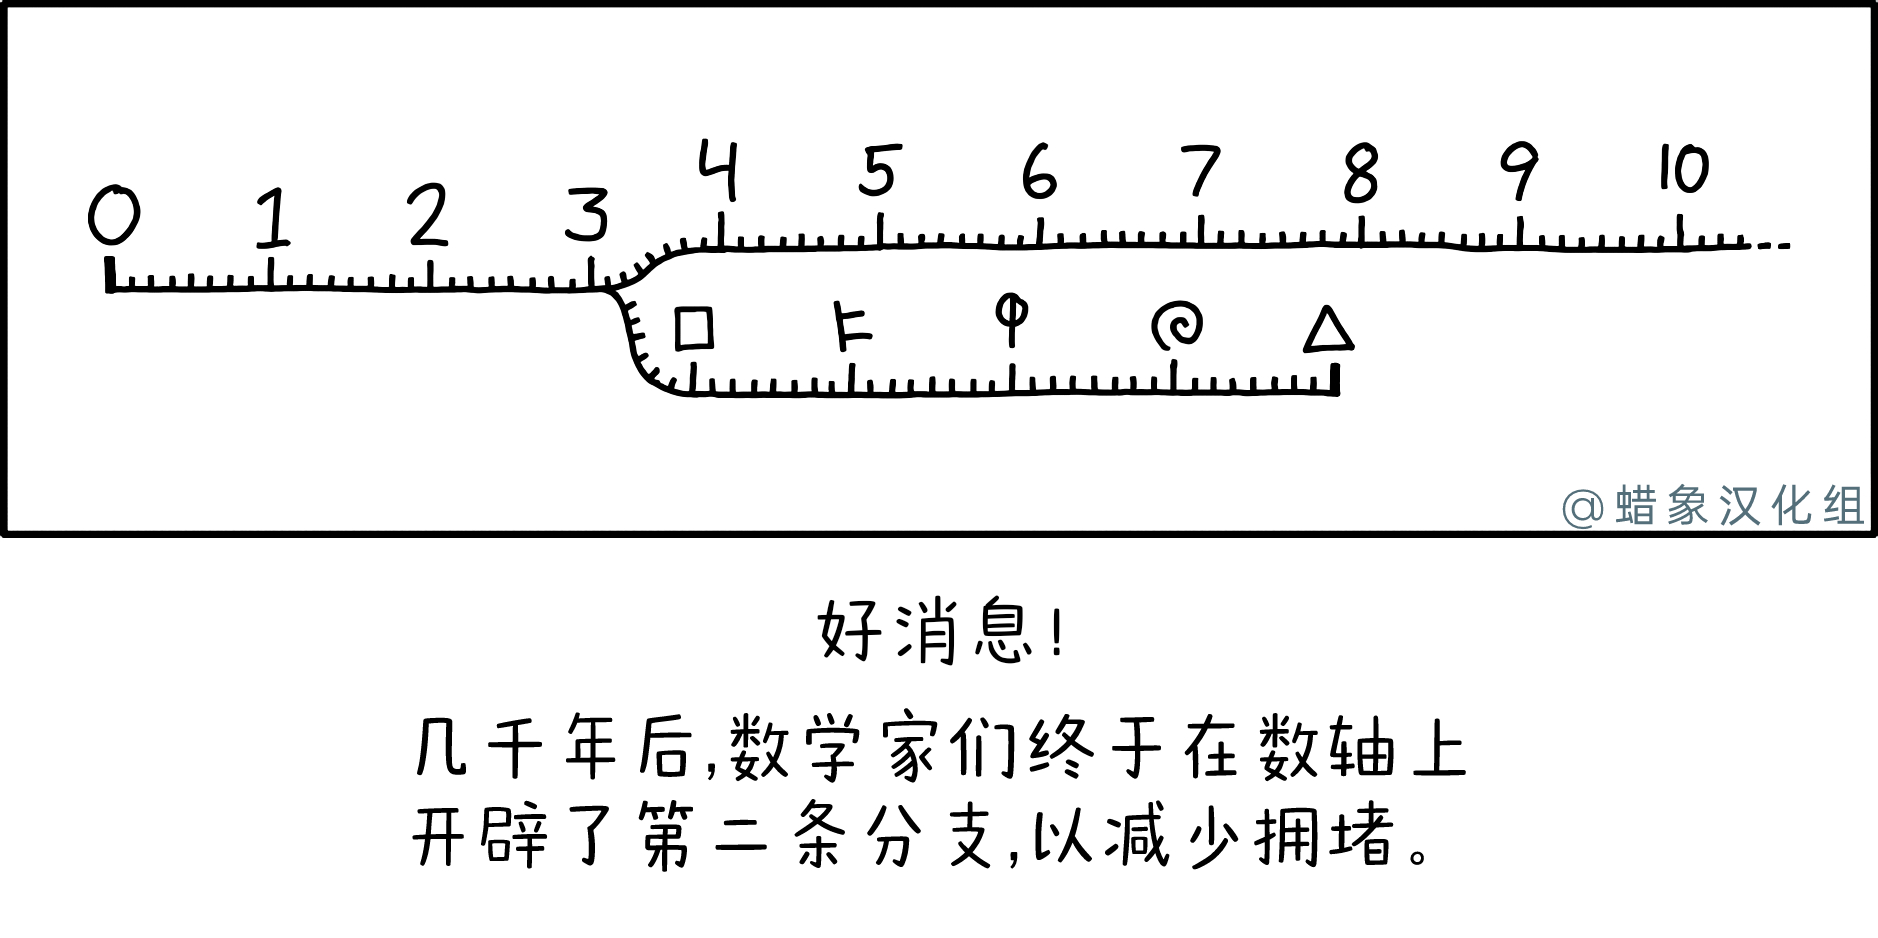 0 1 2 3 4 5 6 7 8 9 10
@蜡象汉化组
好消息!
几千年后,数学家们终于在数轴上
开辟了第二条分支,以减少拥堵。